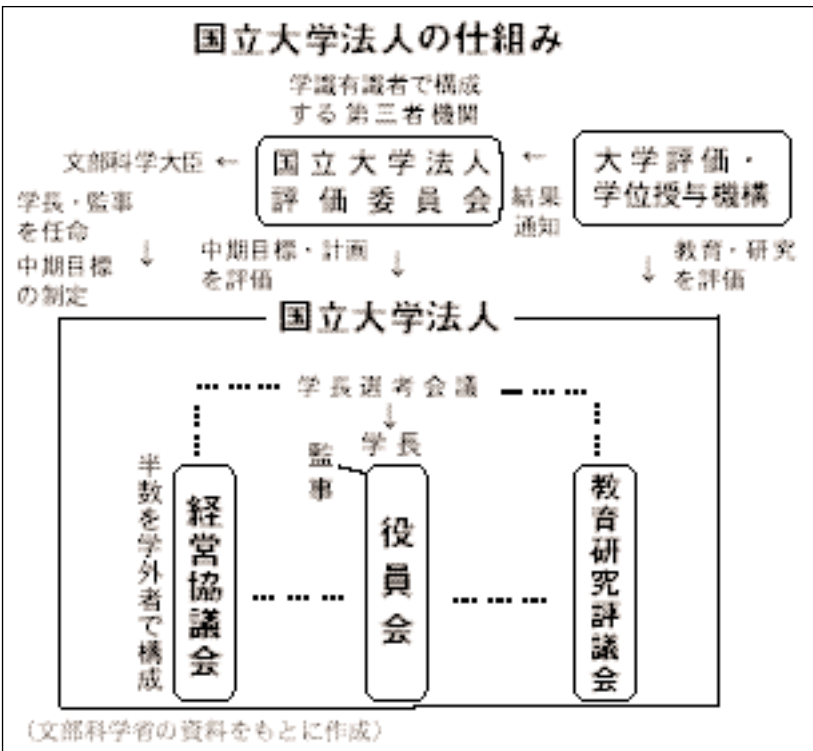 国立大学法人の仕組み
学識有識者で構成
する第三者機関
文部科学大臣 ←
国立大学法人
評価委員会
←
結果
通知
大学評価・
学位授与機構
学長・監事
を任命
中期目標
の制定
↓
中期目標・計画
を評価
↓
教育・研究
を評価
↓
国立大学法人
学長選考会議
↓
学長
監事
半数を学外者で構成
経営協議会
役員会
教育研究評議会
(文部科学省の資料をもとに作成)